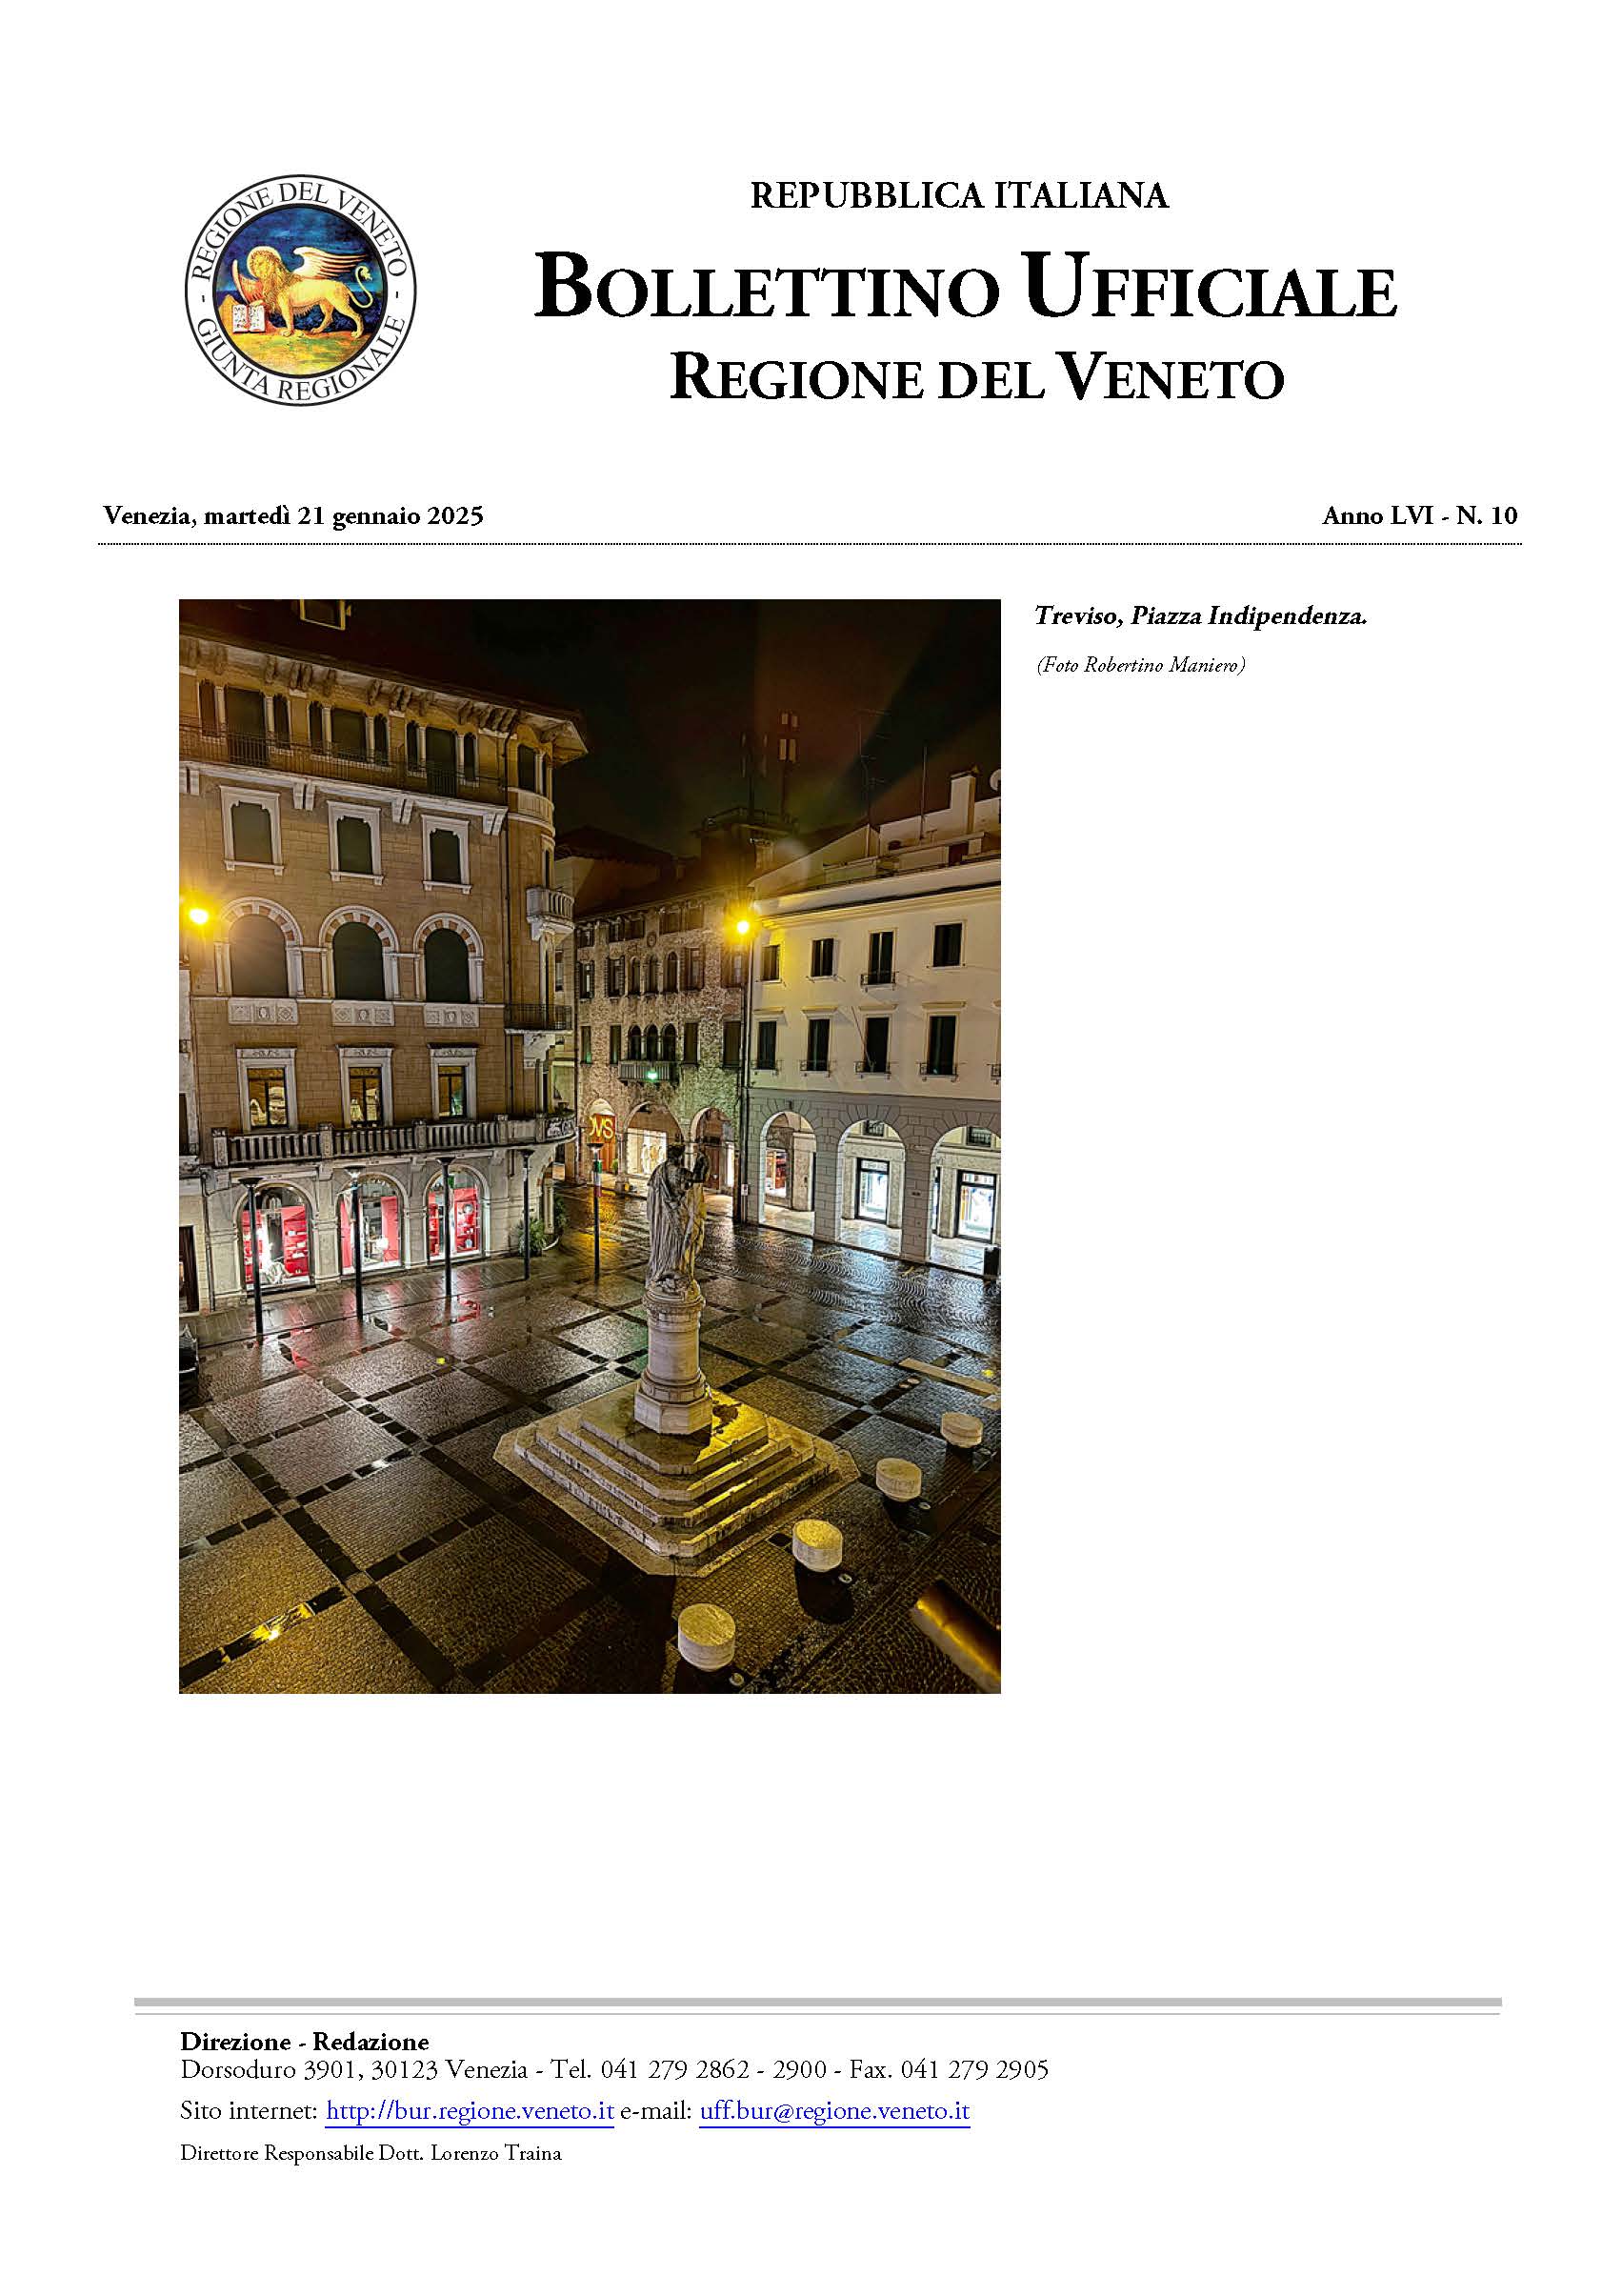 REGIONE DEL VENETO
- GIUNTA REGIONALE -
REPUBBLICA ITALIANA
BOLLETTINO UFFICIALE
REGIONE DEL VENETO
Venezia, martedì 21 gennaio 2025
Anno LVI - N. 10
Treviso, Piazza Indipendenza.
(Foto Robertino Maniero)
OVS
Direzione - Redazione
Dorsoduro 3901, 30123 Venezia - Tel. 041 279 2862 - 2900 - Fax. 041 279 2905
Sito internet: http://bur.regione.veneto.it e-mail: uff.bur@regione.veneto.it
Direttore Responsabile Dott. Lorenzo Traina